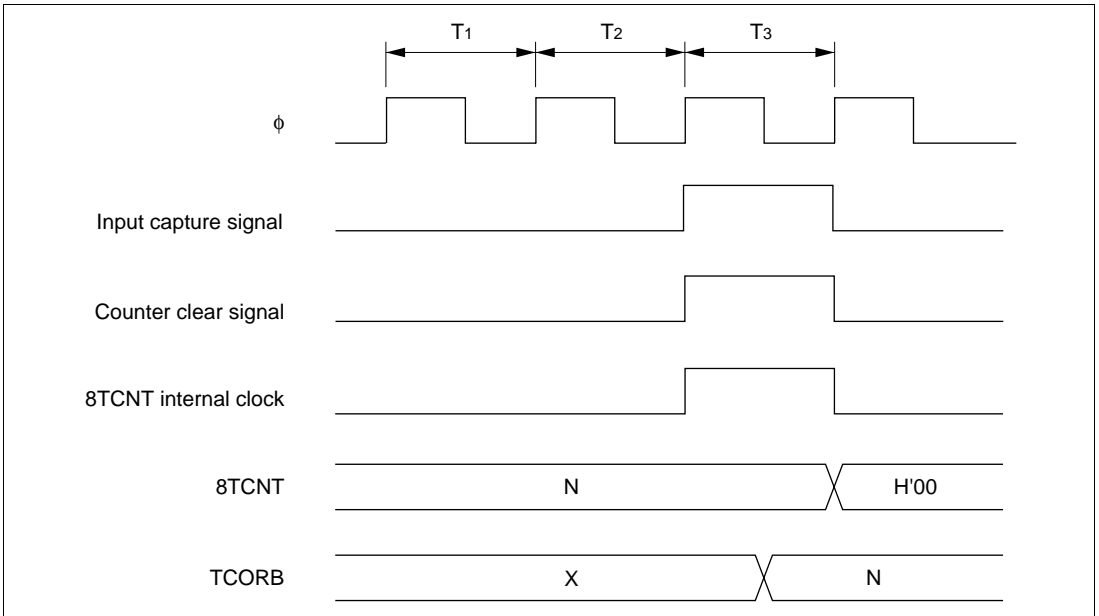 T1 T2 T3
φ
Input capture signal
Counter clear signal
8TCNT internal clock
8TCNT N H'00
TCORB X N